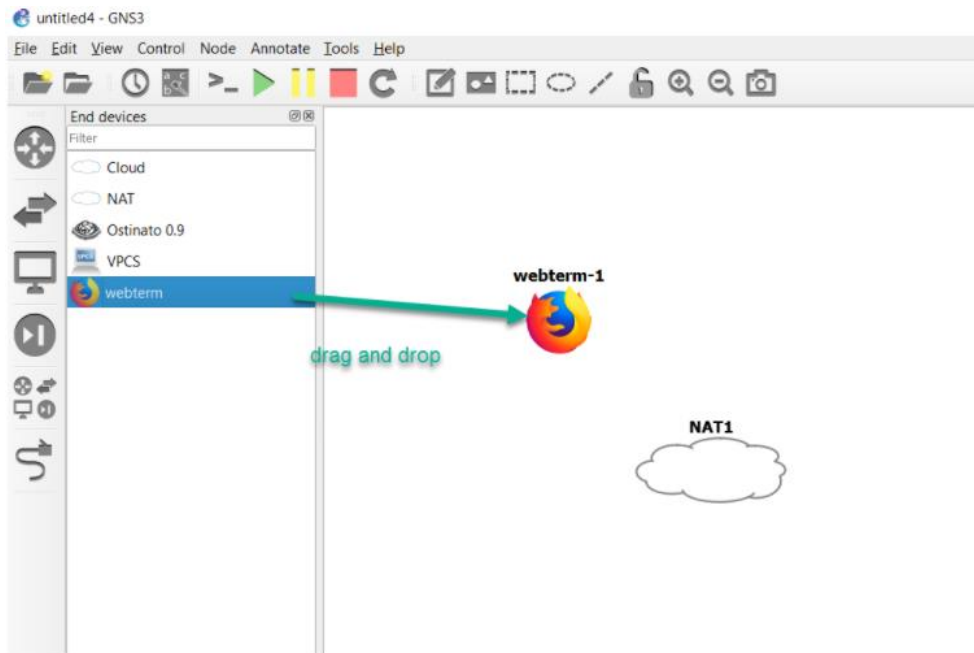 untitled4 - GNS3
File Edit View Control Node Annotate Tools Help
End devices
Filter
Cloud
NAT
Ostinato 0.9
VPCS
webterm
webterm-1
drag and drop
NAT1